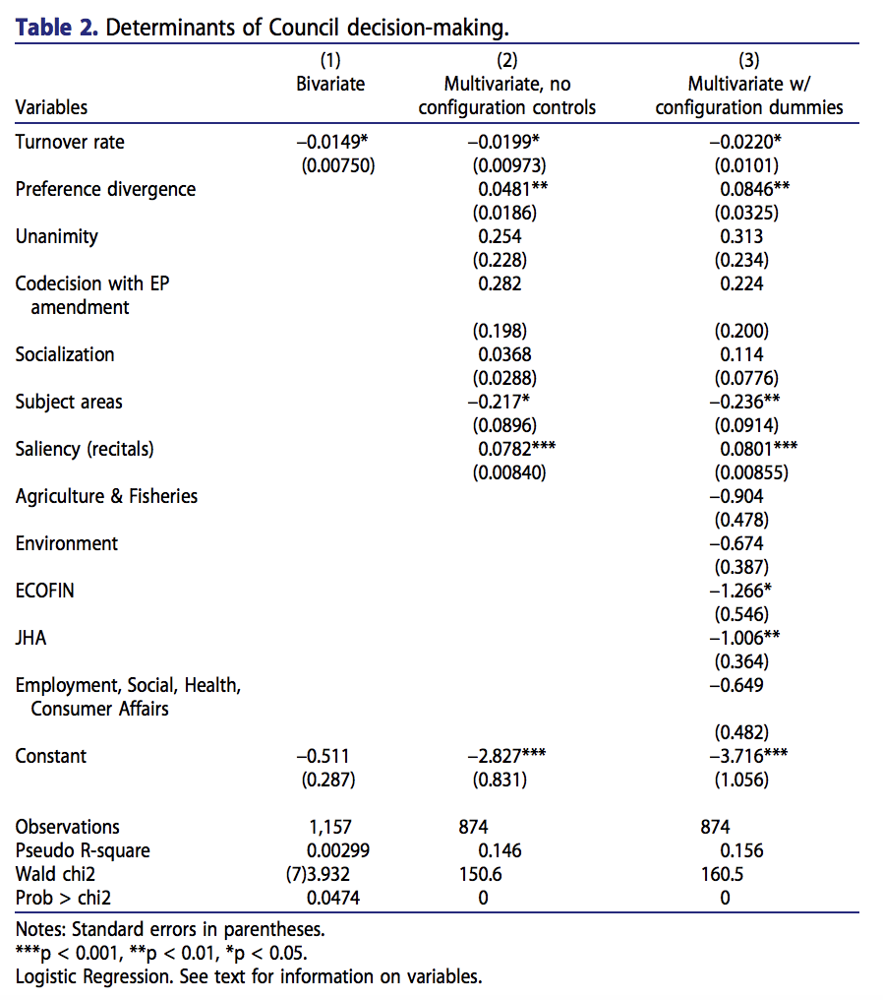 Table 2. Determinants of Council decision-making.
(1) (2) (3)
Bivariate Multivariate, no Multivariate w/
Variables configuration controls configuration dummies
Turnover rate −0.0149* −0.0199* −0.0220*
(0.00750) (0.00973) (0.0101)
Preference divergence 0.0481** 0.0846**
(0.0186) (0.0325)
Unanimity 0.254 0.313
(0.228) (0.234)
Codecision with EP 0.282 0.224
amendment
(0.198) (0.200)
Socialization 0.0368 0.114
(0.0288) (0.0776)
Subject areas −0.217* −0.236**
(0.0896) (0.0914)
Saliency (recitals) 0.0782*** 0.0801***
(0.00840) (0.00855)
Agriculture & Fisheries −0.904
(0.478)
Environment −0.674
(0.387)
ECOFIN −1.266*
(0.546)
JHA −1.006**
(0.364)
Employment, Social, Health, −0.649
Consumer Affairs
(0.482)
Constant −0.511 −2.827*** −3.716***
(0.287) (0.831) (1.056)
Observations 1,157 874 874
Pseudo R-square 0.00299 0.146 0.156
Wald chi2 (7)3.932 150.6 160.5
Prob > chi2 0.0474 0 0
Notes: Standard errors in parentheses.
***p < 0.001, **p < 0.01, *p < 0.05.
Logistic Regression. See text for information on variables.